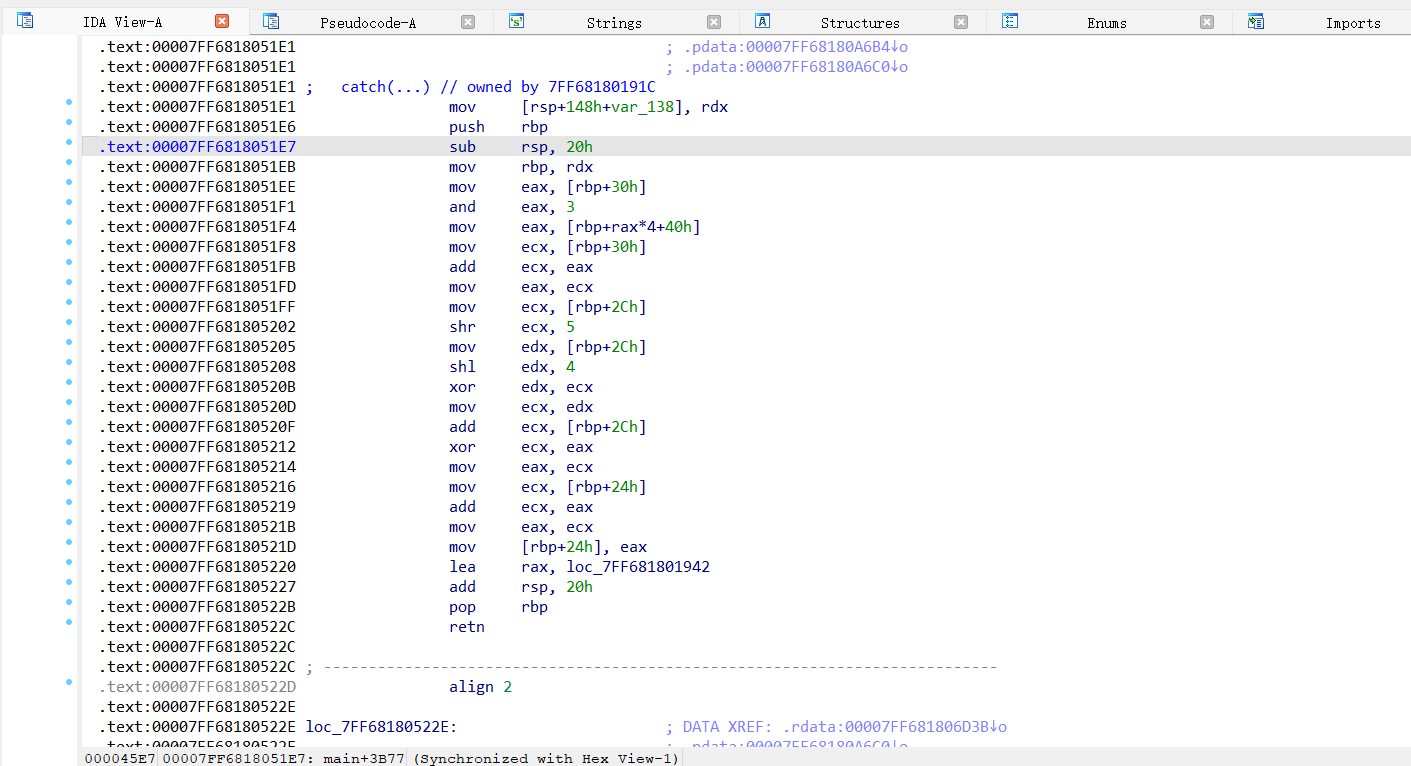 IDA View-A Pseudocode-A Strings Structures Enums Imports
.text:00007FF6818051E1 ; .pdata:00007FF68180A6B4↓o
.text:00007FF6818051E1 ; .pdata:00007FF68180A6C0↓o
.text:00007FF6818051E1 ;   catch(...) // owned by 7FF68180191C
.text:00007FF6818051E1 mov [rsp+148h+var_138], rdx
.text:00007FF6818051E6 push rbp
.text:00007FF6818051E7 sub rsp, 20h
.text:00007FF6818051EB mov rbp, rdx
.text:00007FF6818051EE mov eax, [rbp+30h]
.text:00007FF6818051F1 and eax, 3
.text:00007FF6818051F4 mov eax, [rbp+rax*4+40h]
.text:00007FF6818051F8 mov ecx, [rbp+30h]
.text:00007FF6818051FB add ecx, eax
.text:00007FF6818051FD mov eax, ecx
.text:00007FF6818051FF mov ecx, [rbp+2Ch]
.text:00007FF681805202 shr ecx, 5
.text:00007FF681805205 mov edx, [rbp+2Ch]
.text:00007FF681805208 shl edx, 4
.text:00007FF68180520B xor edx, ecx
.text:00007FF68180520D mov ecx, edx
.text:00007FF68180520F add ecx, [rbp+2Ch]
.text:00007FF681805212 xor ecx, eax
.text:00007FF681805214 mov eax, ecx
.text:00007FF681805216 mov ecx, [rbp+24h]
.text:00007FF681805219 add ecx, eax
.text:00007FF68180521B mov eax, ecx
.text:00007FF68180521D mov [rbp+24h], eax
.text:00007FF681805220 lea rax, loc_7FF681801942
.text:00007FF681805227 add rsp, 20h
.text:00007FF68180522B pop rbp
.text:00007FF68180522C retn
.text:00007FF68180522C
.text:00007FF68180522C ; ---------------------------------------------------------------------------
.text:00007FF68180522D align 2
.text:00007FF68180522E
.text:00007FF68180522E loc_7FF68180522E: ; DATA XREF: .rdata:00007FF681806D3B↓o
.text:00007FF68180522E ; .pdata:00007FF68180A6C0↓o
000045E7 00007FF6818051E7: main+3B77 (Synchronized with Hex View-1)